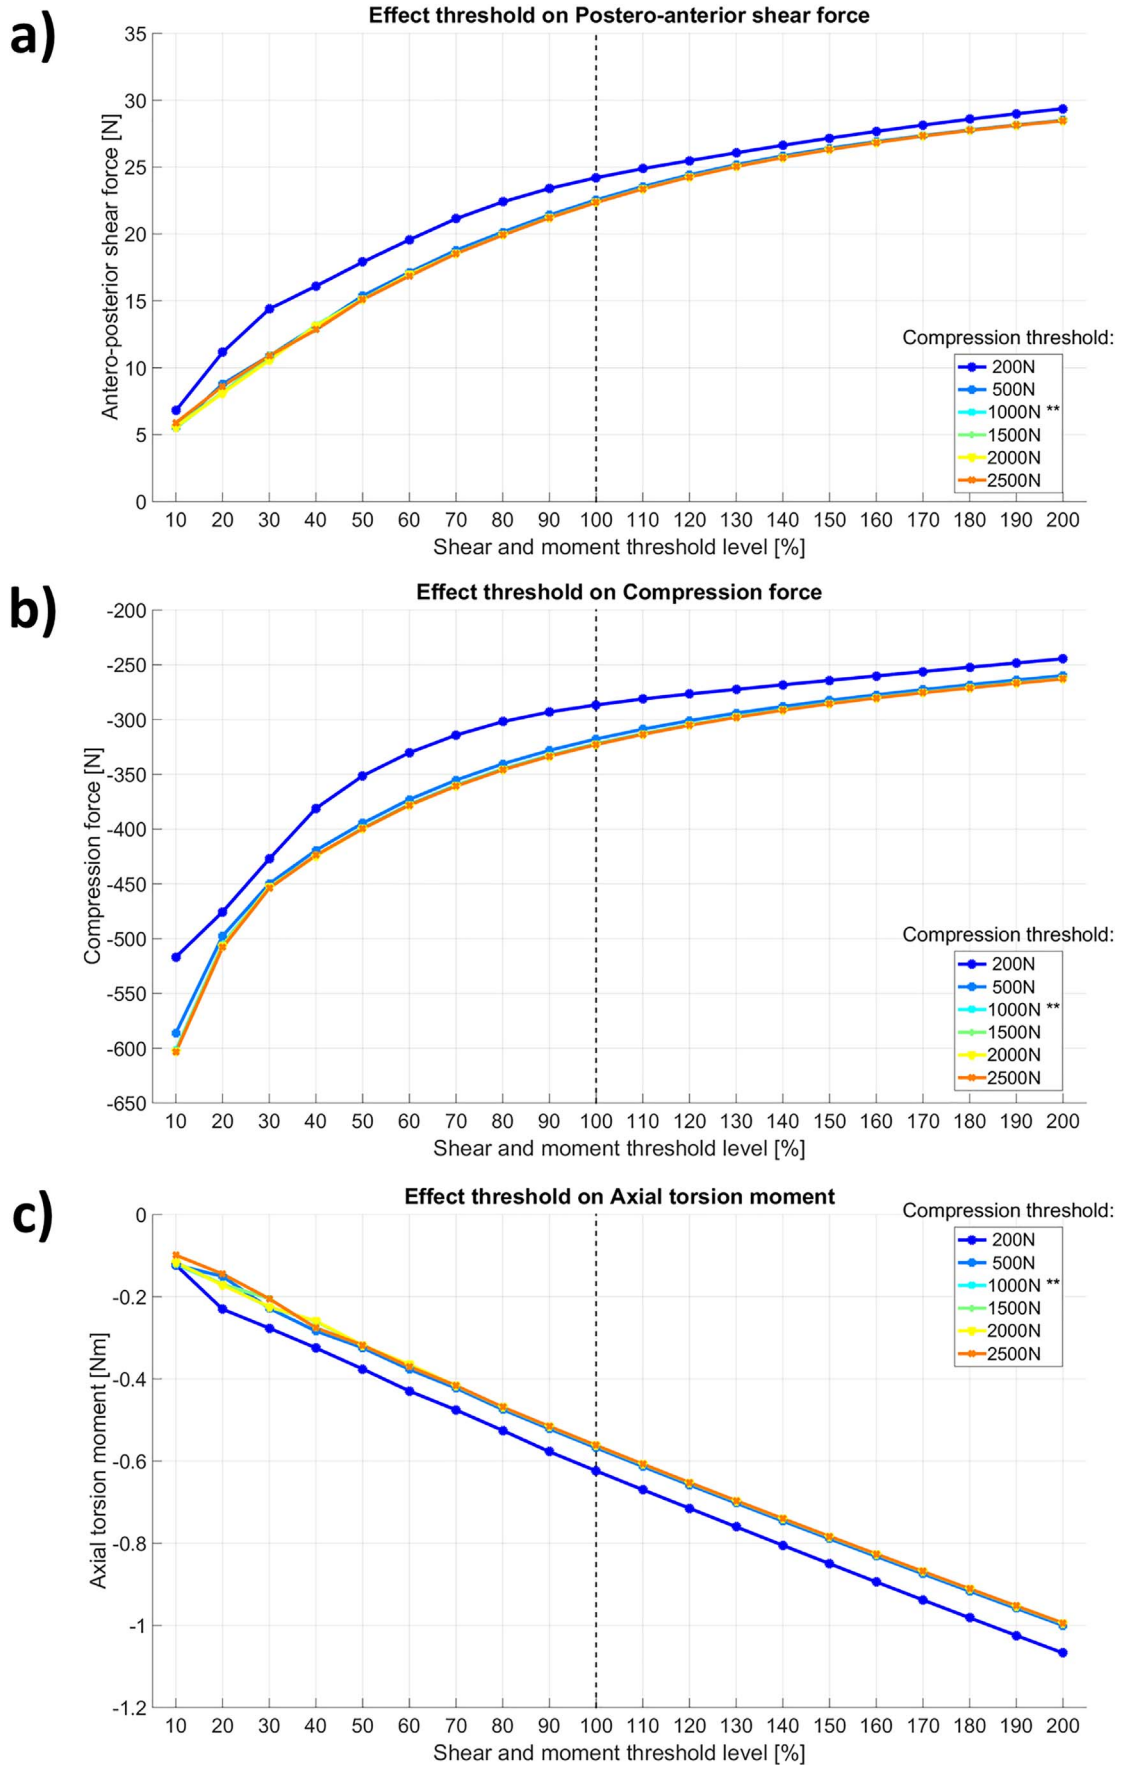 a)
Effect threshold on Postero-anterior shear force
35
30
25
20
15
10
5
0
Antero-posterior shear force [N]
Compression threshold:
200N
500N
1000N **
1500N
2000N
2500N
10 20 30 40 50 60 70 80 90 100 110 120 130 140 150 160 170 180 190 200
Shear and moment threshold level [%]
b)
Effect threshold on Compression force
-200
-250
-300
-350
-400
-450
-500
-550
-600
-650
Compression force [N]
Compression threshold:
200N
500N
1000N **
1500N
2000N
2500N
10 20 30 40 50 60 70 80 90 100 110 120 130 140 150 160 170 180 190 200
Shear and moment threshold level [%]
c)
Effect threshold on Axial torsion moment
0
-0.2
-0.4
-0.6
-0.8
-1
-1.2
Axial torsion moment [Nm]
Compression threshold:
200N
500N
1000N **
1500N
2000N
2500N
10 20 30 40 50 60 70 80 90 100 110 120 130 140 150 160 170 180 190 200
Shear and moment threshold level [%]